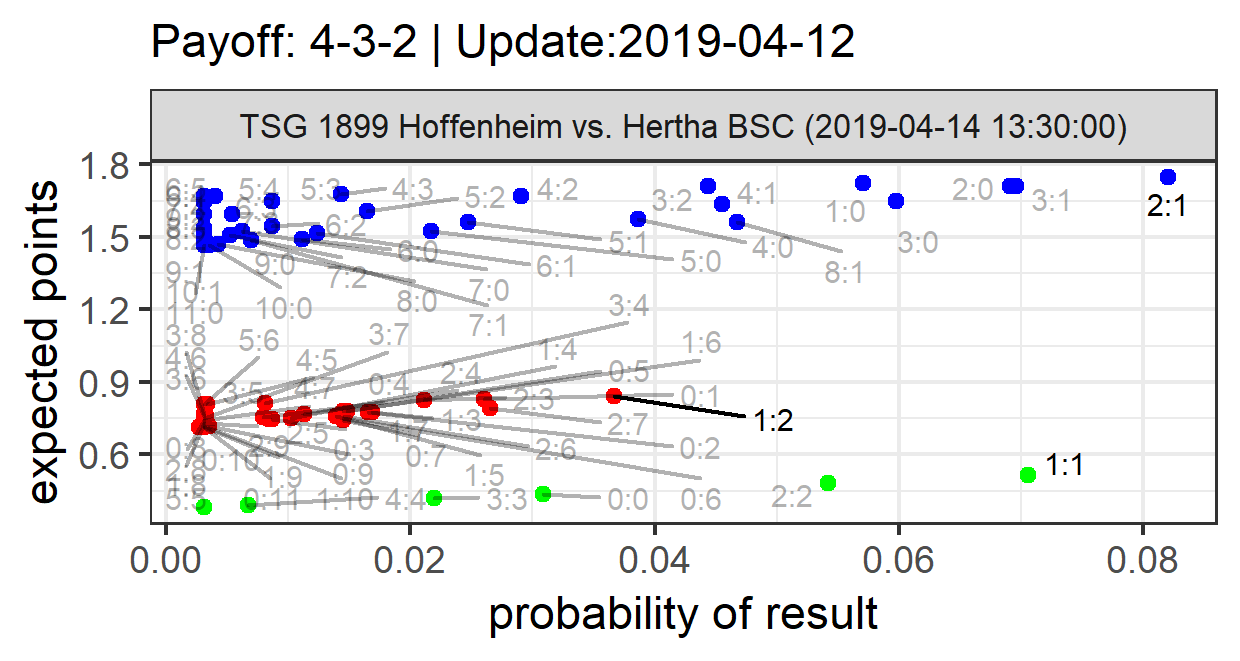 Payoff: 4-3-2 | Update:2019-04-12
TSG 1899 Hoffenheim vs. Hertha BSC (2019-04-14 13:30:00)
expected points
1.8
1.5
1.2
0.9
0.6
6:5 5:4 5:3 4:3 5:2 4:2 3:2 4:1 2:0 3:1 2:1
1:0
6:2 5:1 4:0 3:0
6:0
9:1 9:0 7:2 6:1 5:0 8:1
10:1 8:0 7:0
11:0 10:0 7:1 3:4
3:8 5:6 3:7 1:4 1:6
4:6 4:5 2:4 0:5
3:6 3:5 4:7 0:4 2:3 0:1
1:3 2:7 1:2
2:5 1:7
0:3 2:9 0:3 0:7 2:6 0:2
0:10 1:1
1:9 0:9 1:5
5:5 0:11 1:10 4:4 3:3 0:0 0:6 2:2
0.00 0.02 0.04 0.06 0.08
probability of result